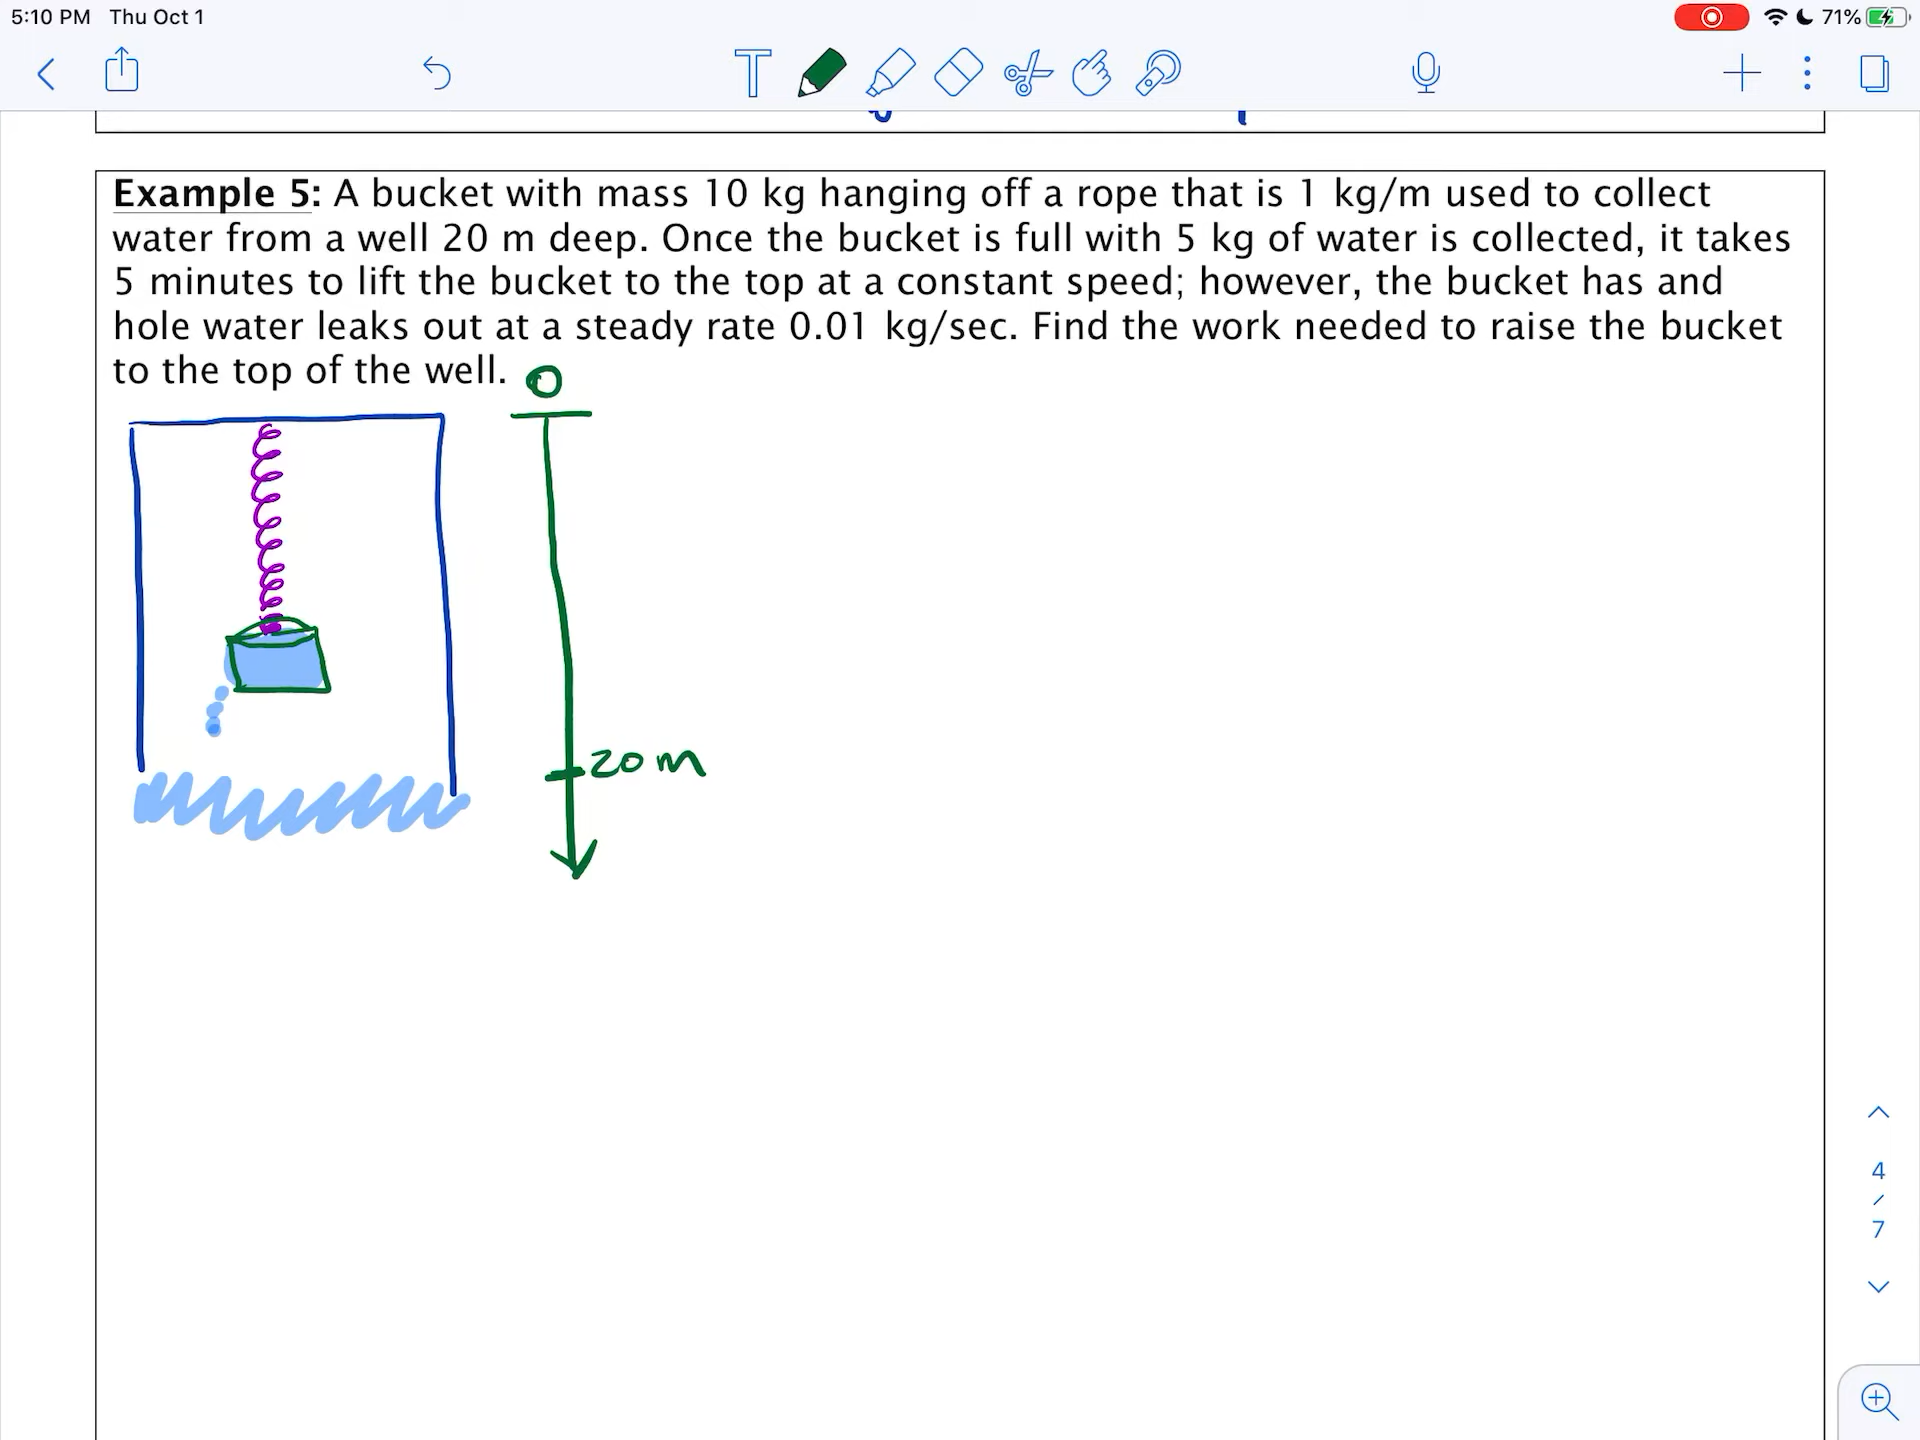 5:10 PM Thu Oct 1
71%
T
Example 5: A bucket with mass 10 kg hanging off a rope that is 1 kg/m used to collect
water from a well 20 m deep. Once the bucket is full with 5 kg of water is collected, it takes
5 minutes to lift the bucket to the top at a constant speed; however, the bucket has and
hole water leaks out at a steady rate 0.01 kg/sec. Find the work needed to raise the bucket
to the top of the well.
0
20 m
4
/
7